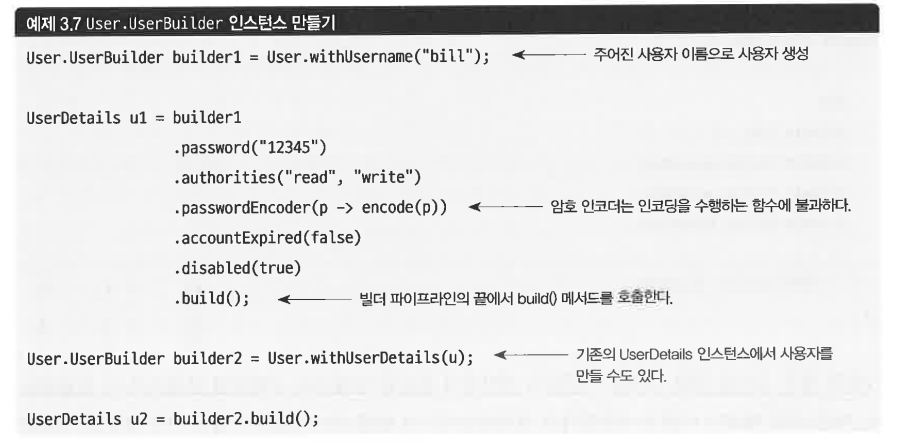 예제 3.7 User.UserBuilder 인스턴스 만들기
User.UserBuilder builder1 = User.withUsername("bill"); 주어진 사용자 이름으로 사용자 생성
UserDetails u1 = builder1
.password("12345")
.authorities("read", "write")
.passwordEncoder(p -> encode(p)) 암호 인코더는 인코딩을 수행하는 함수에 불과하다.
.accountExpired(false)
.disabled(true)
.build(); 빌더 파이프라인의 끝에서 build() 메서드를 호출한다.
User.UserBuilder builder2 = User.withUserDetails(u); 기존의 UserDetails 인스턴스에서 사용자를
만들 수도 있다.
UserDetails u2 = builder2.build();